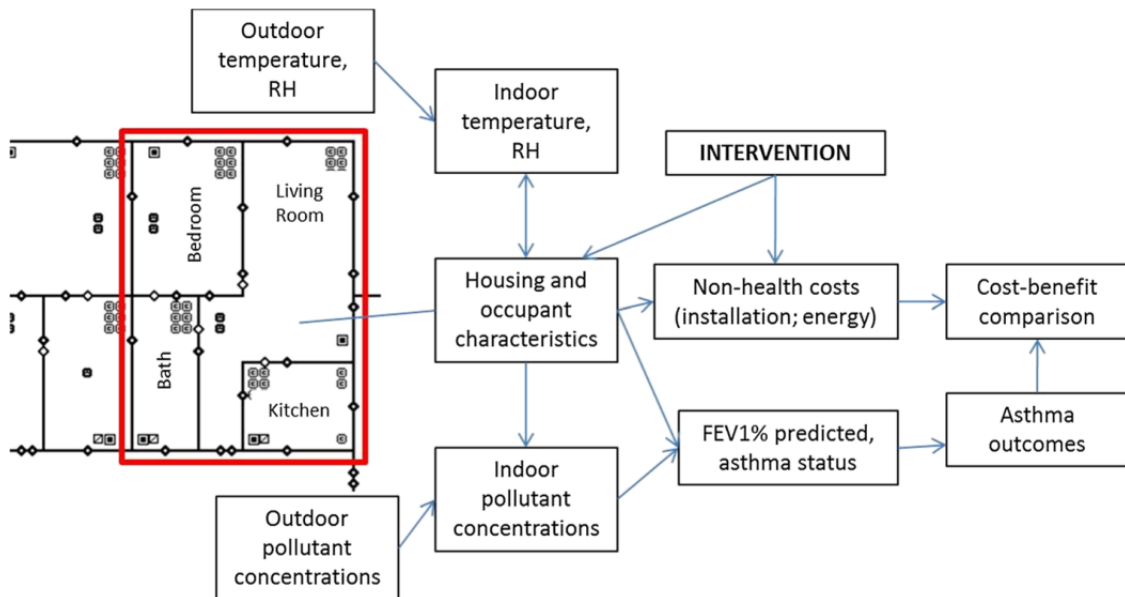 Outdoor
temperature,
RH
Indoor
temperature,
RH
INTERVENTION
Bedroom
Living
Room
Housing and
occupant
characteristics
Non-health costs
(installation; energy)
Cost-benefit
comparison
Bath
Kitchen
FEV1% predicted,
asthma status
Asthma
outcomes
Indoor
pollutant
concentrations
Outdoor
pollutant
concentrations